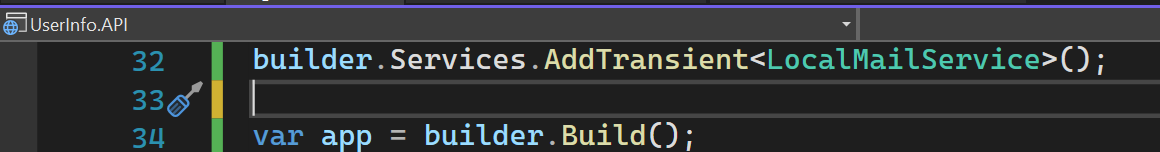 UserInfo.API
32 builder.Services.AddTransient<LocalMailService>();
33
34 var app = builder.Build();